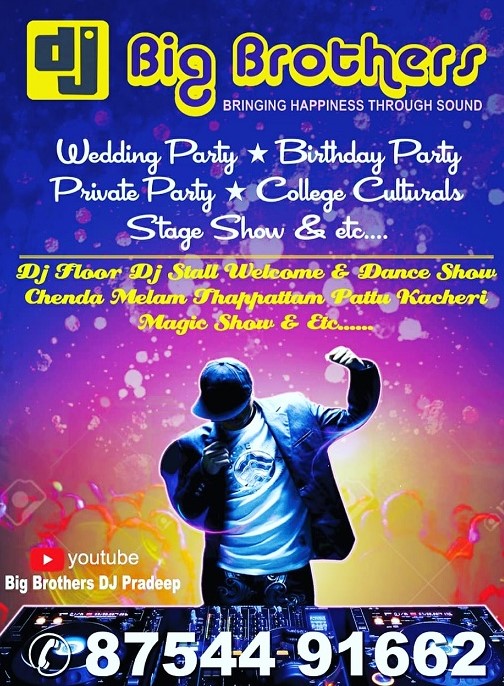 dj Big Brothers
BRINGING HAPPINESS THROUGH SOUND
Wedding Party ★ Birthday Party
Private Party ★ College Culturals
Stage Show & etc....
Dj Floor Dj Stall Welcome & Dance Show
Chenda Melam Thappattam Pattu Kacheri
Magic Show & Etc......
youtube
Big Brothers DJ Pradeep
87544 91662